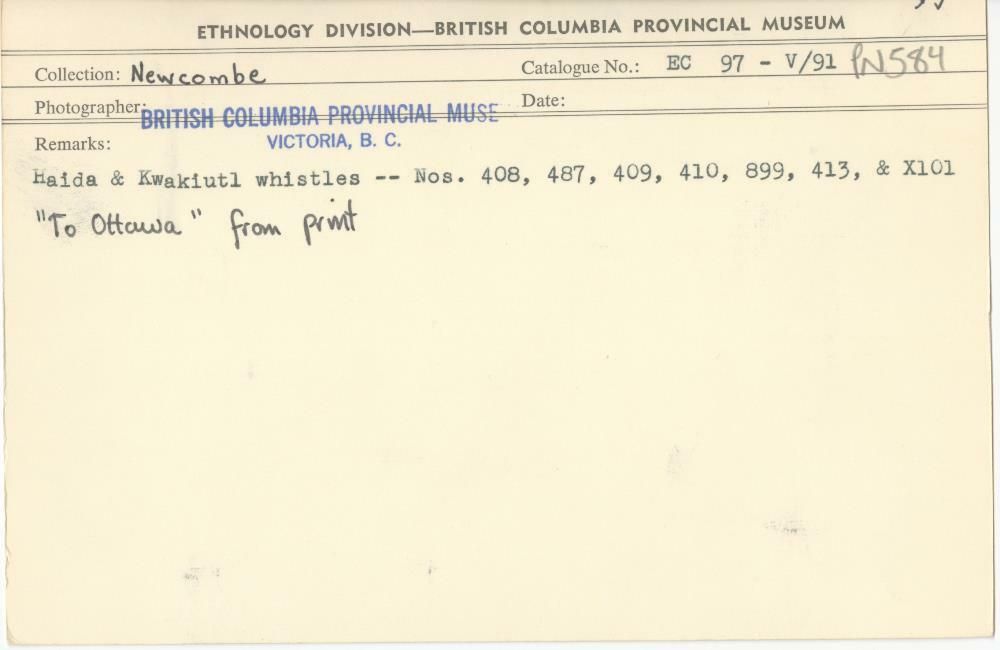 ETHNOLOGY DIVISION—BRITISH COLUMBIA PROVINCIAL MUSEUM
Collection: Newcombe Catalogue No.: EC 97 - V/91 PN584
Photographer: BRITISH COLUMBIA PROVINCIAL MUSE Date:
Remarks: VICTORIA, B. C.
Haida & Kwakiutl whistles -- Nos. 408, 487, 409, 410, 899, 413, & X101
"To Ottawa" from print